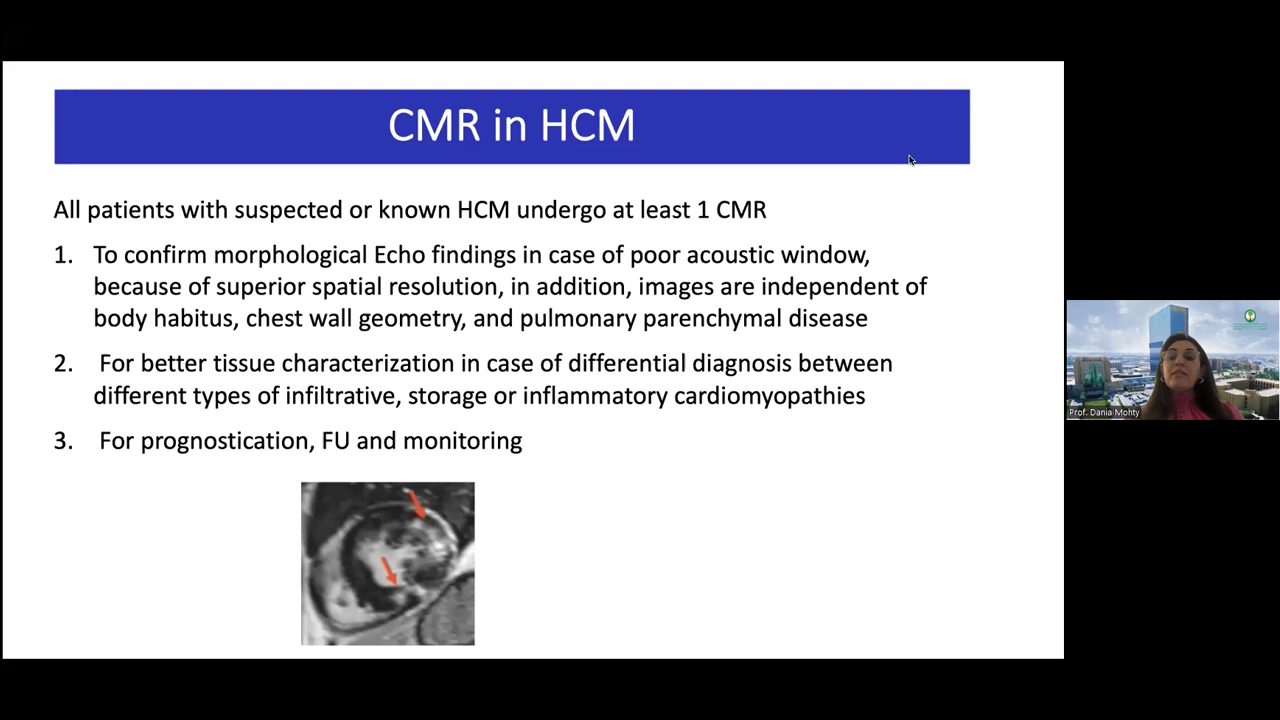 CMR in HCM
All patients with suspected or known HCM undergo at least 1 CMR
1. To confirm morphological Echo findings in case of poor acoustic window,
because of superior spatial resolution, in addition, images are independent of
body habitus, chest wall geometry, and pulmonary parenchymal disease
2. For better tissue characterization in case of differential diagnosis between
different types of infiltrative, storage or inflammatory cardiomyopathies
3. For prognostication, FU and monitoring
Prof. Dania Mohty